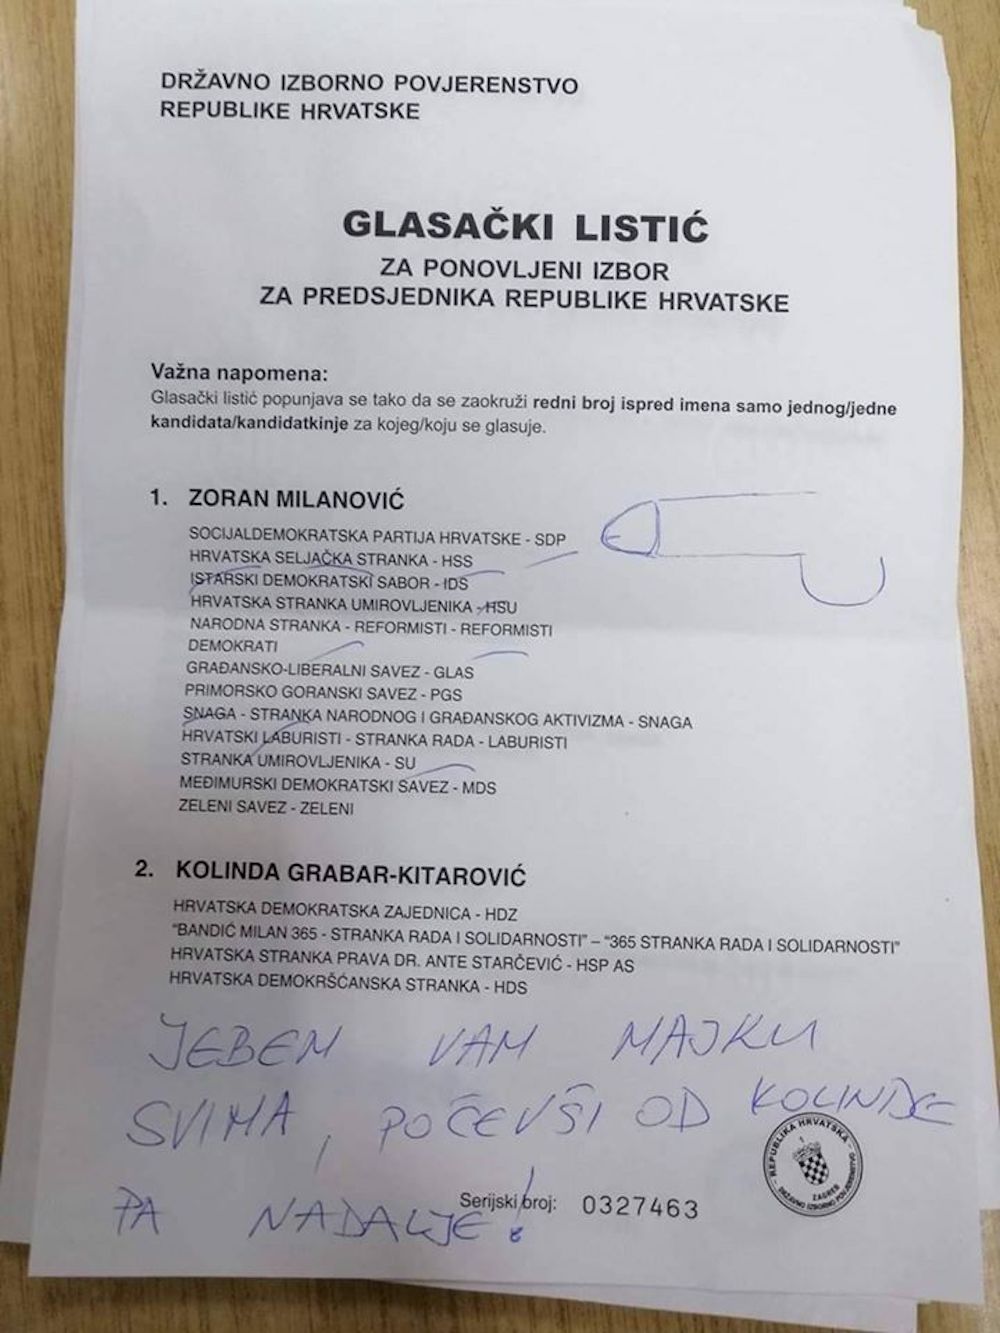 DRŽAVNO IZBORNO POVJERENSTVO
REPUBLIKE HRVATSKE
GLASAČKI LISTIĆ
ZA PONOVLJENI IZBOR
ZA PREDSJEDNIKA REPUBLIKE HRVATSKE
Važna napomena:
Glasački listić popunjava se tako da se zaokruži redni broj ispred imena samo jednog/jedne
kandidata/kandidatkinje za kojeg/koju se glasuje.
1. ZORAN MILANOVIĆ
SOCIJALDEMOKRATSKA PARTIJA HRVATSKE - SDP
HRVATSKA SELJAČKA STRANKA - HSS
ISTARSKI DEMOKRATSKI SABOR - IDS
HRVATSKA STRANKA UMIROVLJENIKA - HSU
NARODNA STRANKA - REFORMISTI - REFORMISTI
DEMOKRATI
GRAĐANSKO-LIBERALNI SAVEZ - GLAS
PRIMORSKO GORANSKI SAVEZ - PGS
SNAGA - STRANKA NARODNOG I GRAĐANSKOG AKTIVIZMA - SNAGA
HRVATSKI LABURISTI - STRANKA RADA - LABURISTI
STRANKA UMIROVLJENIKA - SU
MEĐIMURSKI DEMOKRATSKI SAVEZ - MDS
ZELENI SAVEZ - ZELENI
2. KOLINDA GRABAR-KITAROVIĆ
HRVATSKA DEMOKRATSKA ZAJEDNICA - HDZ
"BANDIĆ MILAN 365 - STRANKA RADA I SOLIDARNOSTI" – "365 STRANKA RADA I SOLIDARNOSTI"
HRVATSKA STRANKA PRAVA DR. ANTE STARČEVIĆ - HSP AS
HRVATSKA DEMOKRŠĆANSKA STRANKA - HDS
JEBEM VAM MAJKU
SVIMA, POČEVŠI OD KOLINDE
PA NADALJE!
Serijski broj: 0327463
REPUBLIKA HRVATSKA
DRŽAVNO IZBORNO POVJERENSTVO
1
ZAGREB